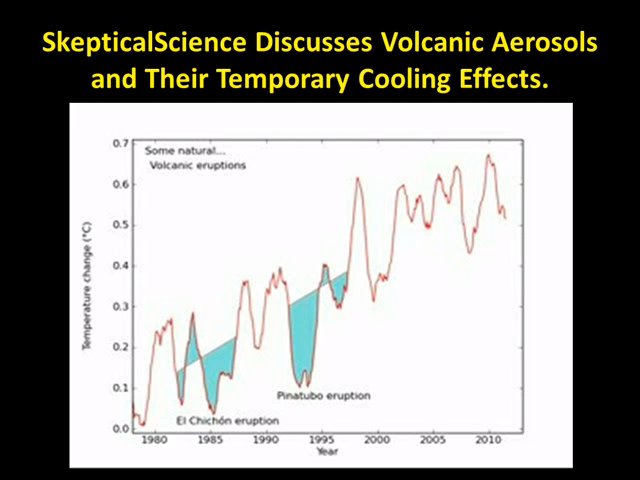 SkepticalScience Discusses Volcanic Aerosols
and Their Temporary Cooling Effects.
0.7
Some natural...
Volcanic eruptions
0.6
0.5
0.4
0.3
0.2
0.1
0.0
Temperature change (°C)
Pinatubo eruption
El Chichón eruption
1980 1985 1990 1995 2000 2005 2010
Year